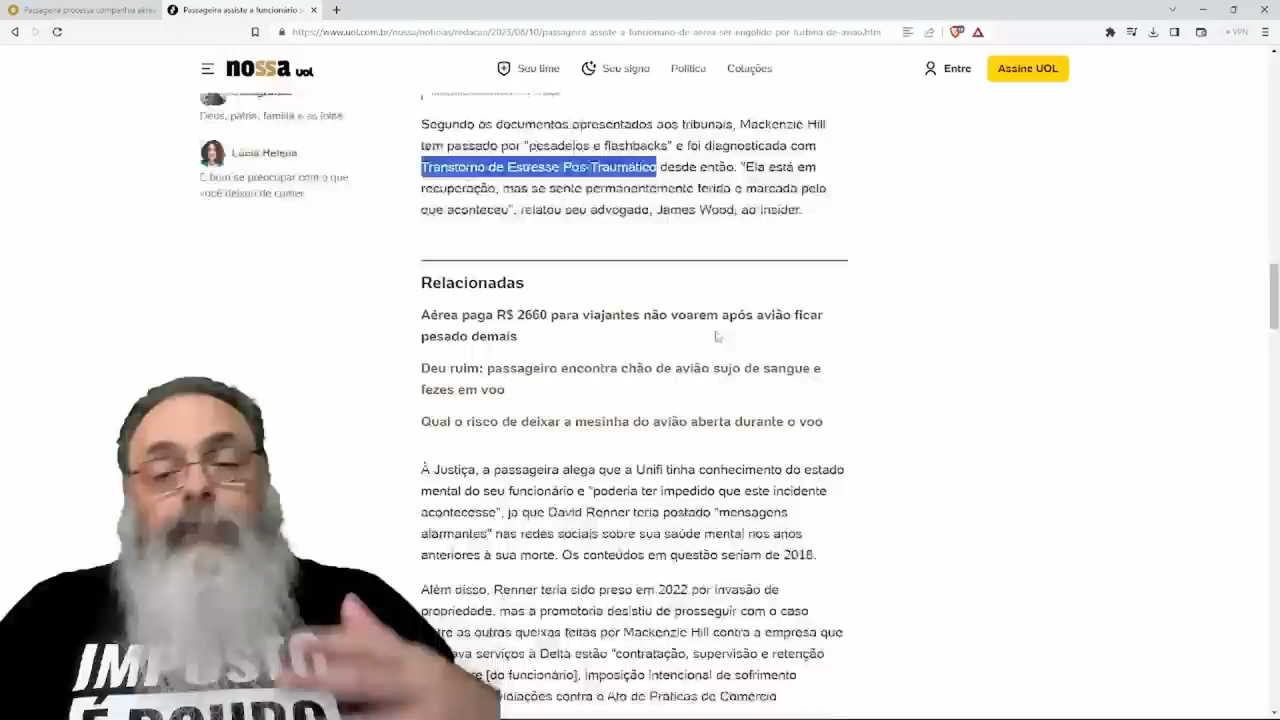 Passageira processa companhia aérea
Passageira assiste a funcionário
https://www.uol.com.br/nossa/noticias/redacao/2023/08/10/passageira-assiste-a-funcionario-de-aerea-ser-engolido-por-turbina-de-aviao.htm
VPN
nossa uol
Seu time
Seu signo
Política
Cotações
Entre
Assine UOL
Deus, pátria, família e as joias
Lúcia Helena
É bom se preocupar com o que
você deixou de comer
Segundo os documentos apresentados aos tribunais, Mackenzie Hill
tem passado por "pesadelos e flashbacks" e foi diagnosticada com
Transtorno de Estresse Pós-Traumático desde então. "Ela está em
recuperação, mas se sente permanentemente ferida e marcada pelo
que aconteceu", relatou seu advogado, James Wood, ao Insider.
Relacionadas
Aérea paga R$ 2660 para viajantes não voarem após avião ficar
pesado demais
Deu ruim: passageiro encontra chão de avião sujo de sangue e
fezes em voo
Qual o risco de deixar a mesinha do avião aberta durante o voo
À Justiça, a passageira alega que a Unifi tinha conhecimento do estado
mental do seu funcionário e "poderia ter impedido que este incidente
acontecesse", já que David Renner teria postado "mensagens
alarmantes" nas redes sociais sobre sua saúde mental nos anos
anteriores à sua morte. Os conteúdos em questão seriam de 2018.
Além disso, Renner teria sido preso em 2022 por invasão de
propriedade, mas a promotoria desistiu de prosseguir com o caso
as outras queixas feitas por Mackenzie Hill contra a empresa que
serviços à Delta estão "contratação, supervisão e retenção
[do funcionário], imposição intencional de sofrimento
contra o Ato de Práticas de Comércio
É ROUBO